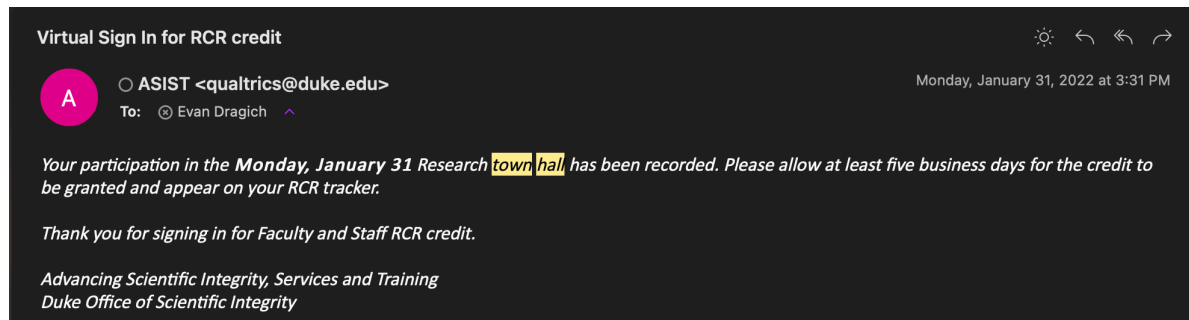 Virtual Sign In for RCR credit
A
ASIST <qualtrics@duke.edu>
Monday, January 31, 2022 at 3:31 PM
To: Evan Dragich
Your participation in the Monday, January 31 Research town hall has been recorded. Please allow at least five business days for the credit to
be granted and appear on your RCR tracker.
Thank you for signing in for Faculty and Staff RCR credit.
Advancing Scientific Integrity, Services and Training
Duke Office of Scientific Integrity